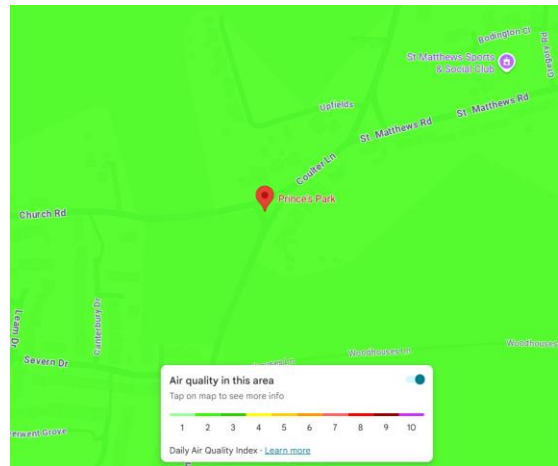 Bodington Cl
Gregory Rd
St Matthews Sports
& Social Club
St. Matthews Rd
Upfields
St. Matthews Rd
Coulter Ln
Prince's Park
Church Rd
Canterbury Dr
Leam Dr
Woodhouses Ln
Woodhouses
Severn Dr
erwent Grove
Air quality in this area
Tap on map to see more info
1 2 3 4 5 6 7 8 9 10
Daily Air Quality Index · Learn more